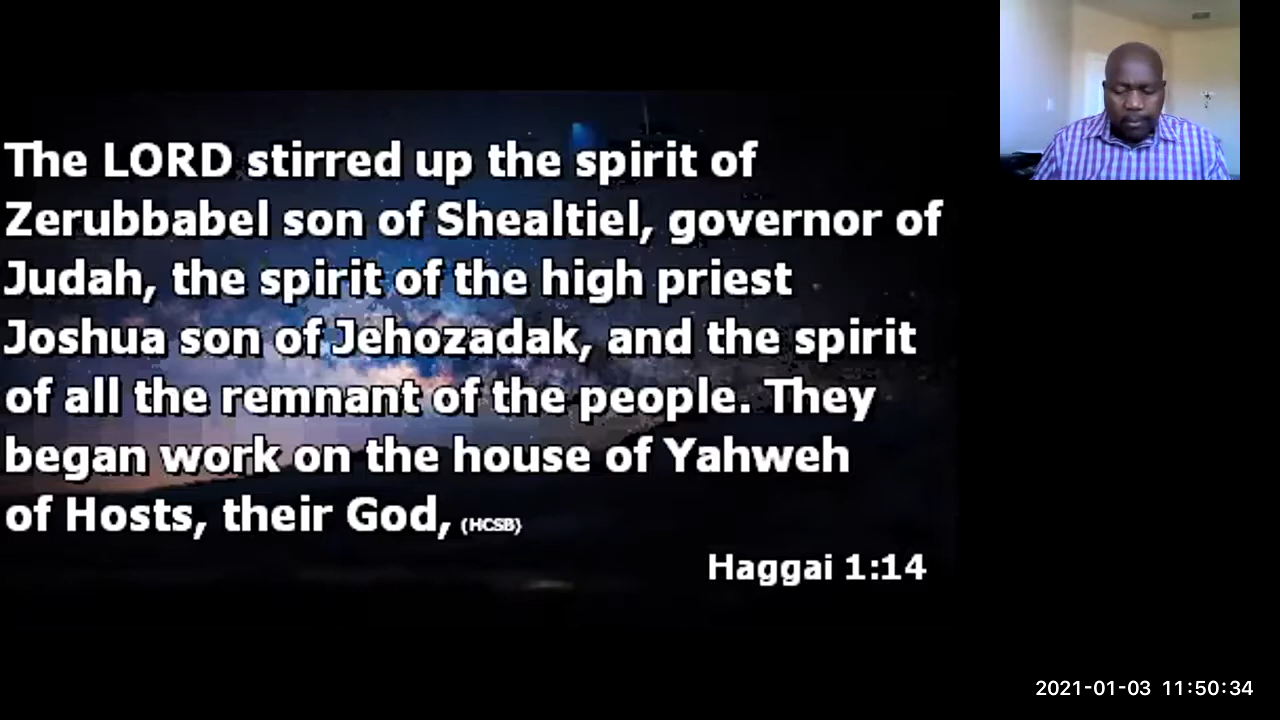 The LORD stirred up the spirit of
Zerubbabel son of Shealtiel, governor of
Judah, the spirit of the high priest
Joshua son of Jehozadak, and the spirit
of all the remnant of the people. They
began work on the house of Yahweh
of Hosts, their God, (HCSB)
Haggai 1:14
2021-01-03 11:50:34